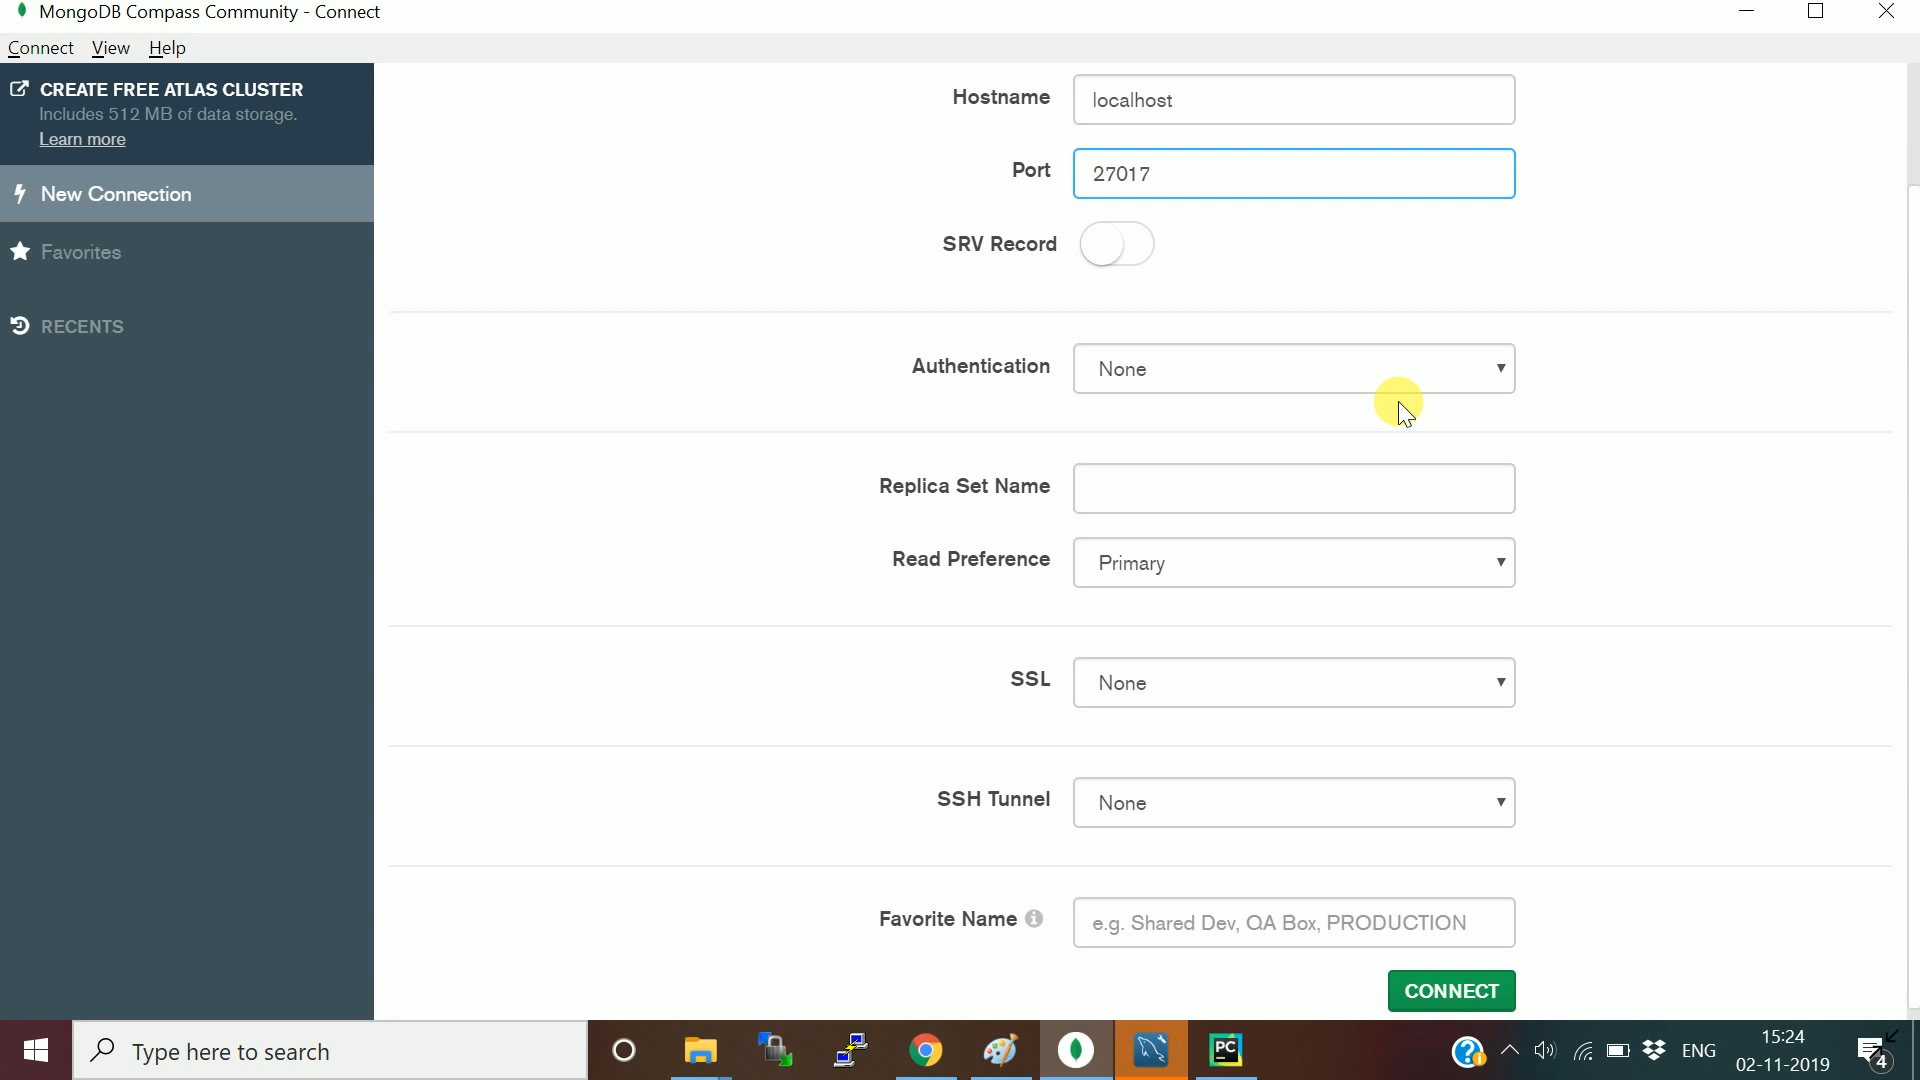 MongoDB Compass Community - Connect
Connect View Help
CREATE FREE ATLAS CLUSTER
Includes 512 MB of data storage.
Learn more
New Connection
Favorites
RECENTS
Hostname localhost
Port 27017
SRV Record
Authentication None
Replica Set Name
Read Preference Primary
SSL None
SSH Tunnel None
Favorite Name e.g. Shared Dev, QA Box, PRODUCTION
CONNECT
Type here to search
PC
ENG
15:24
02-11-2019
4